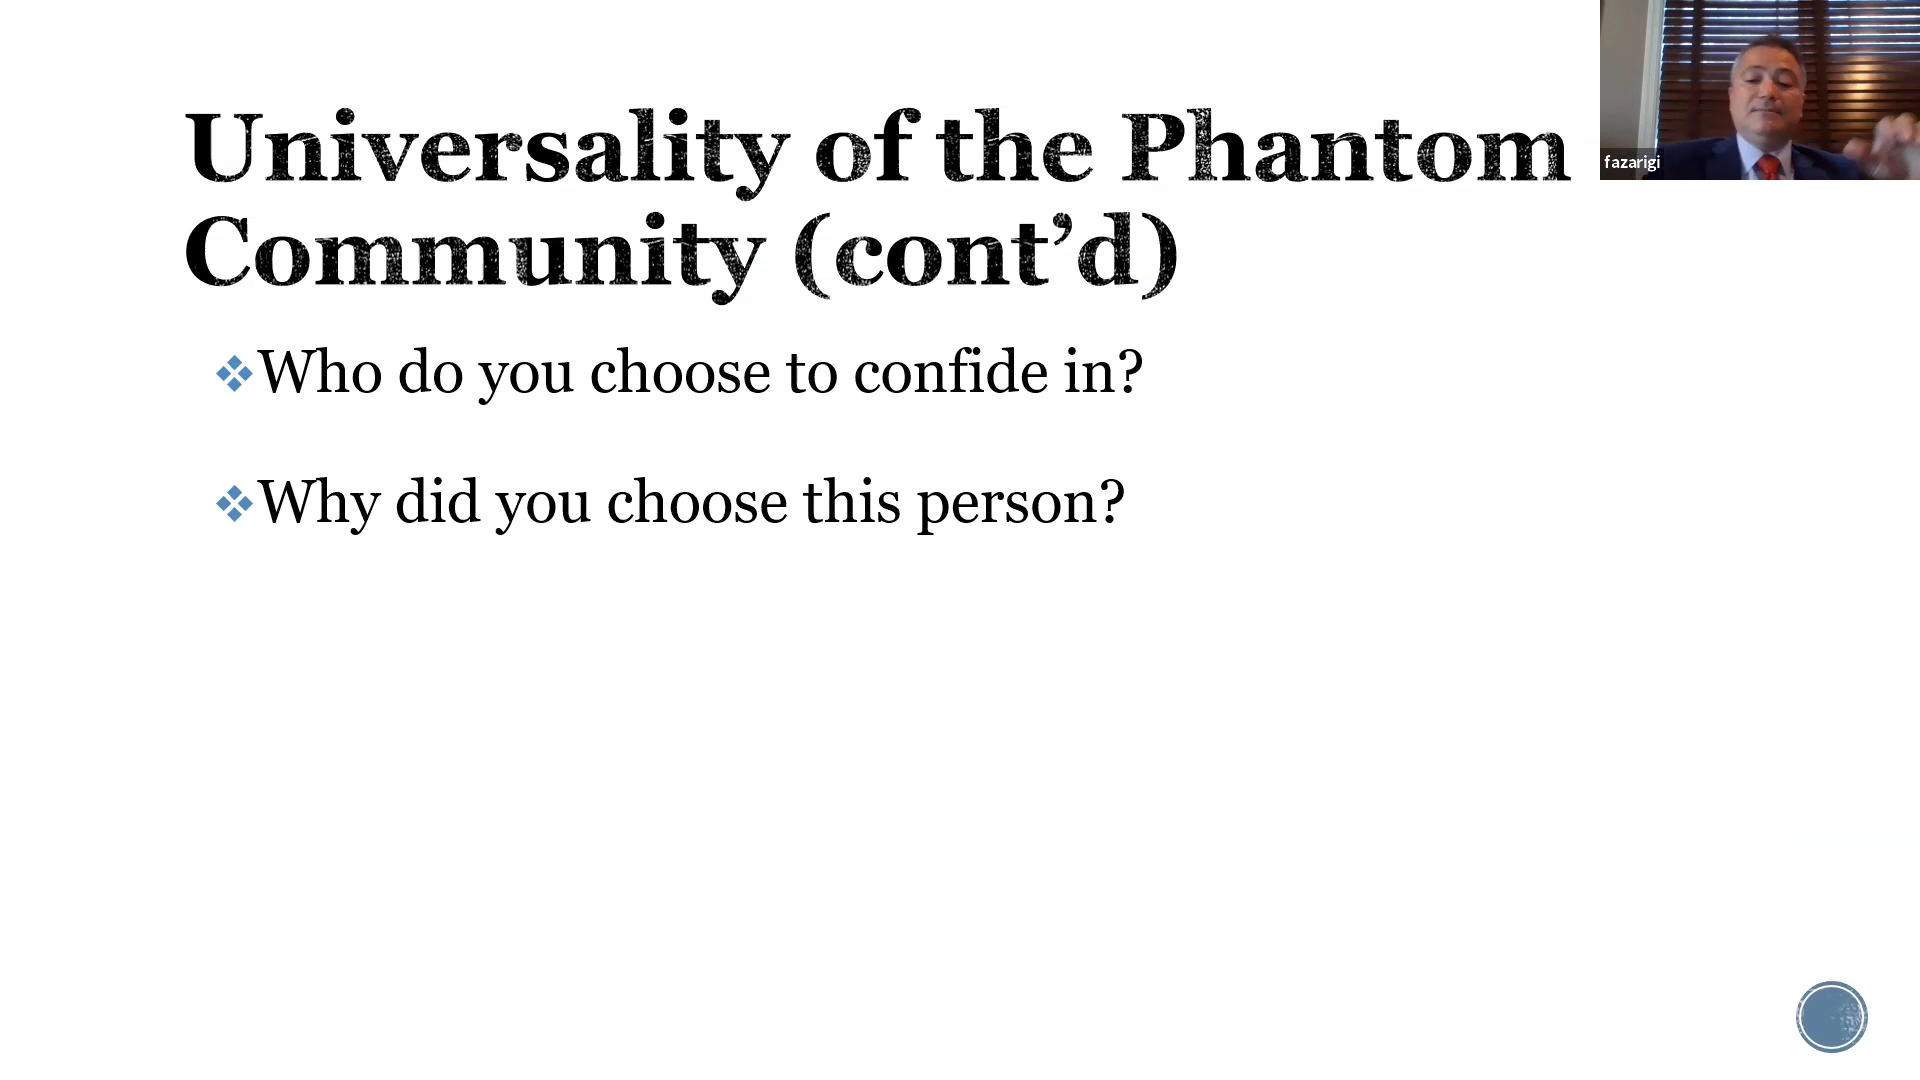 Universality of the Phantom
Community (cont’d)
Who do you choose to confide in?
Why did you choose this person?
fazarigi